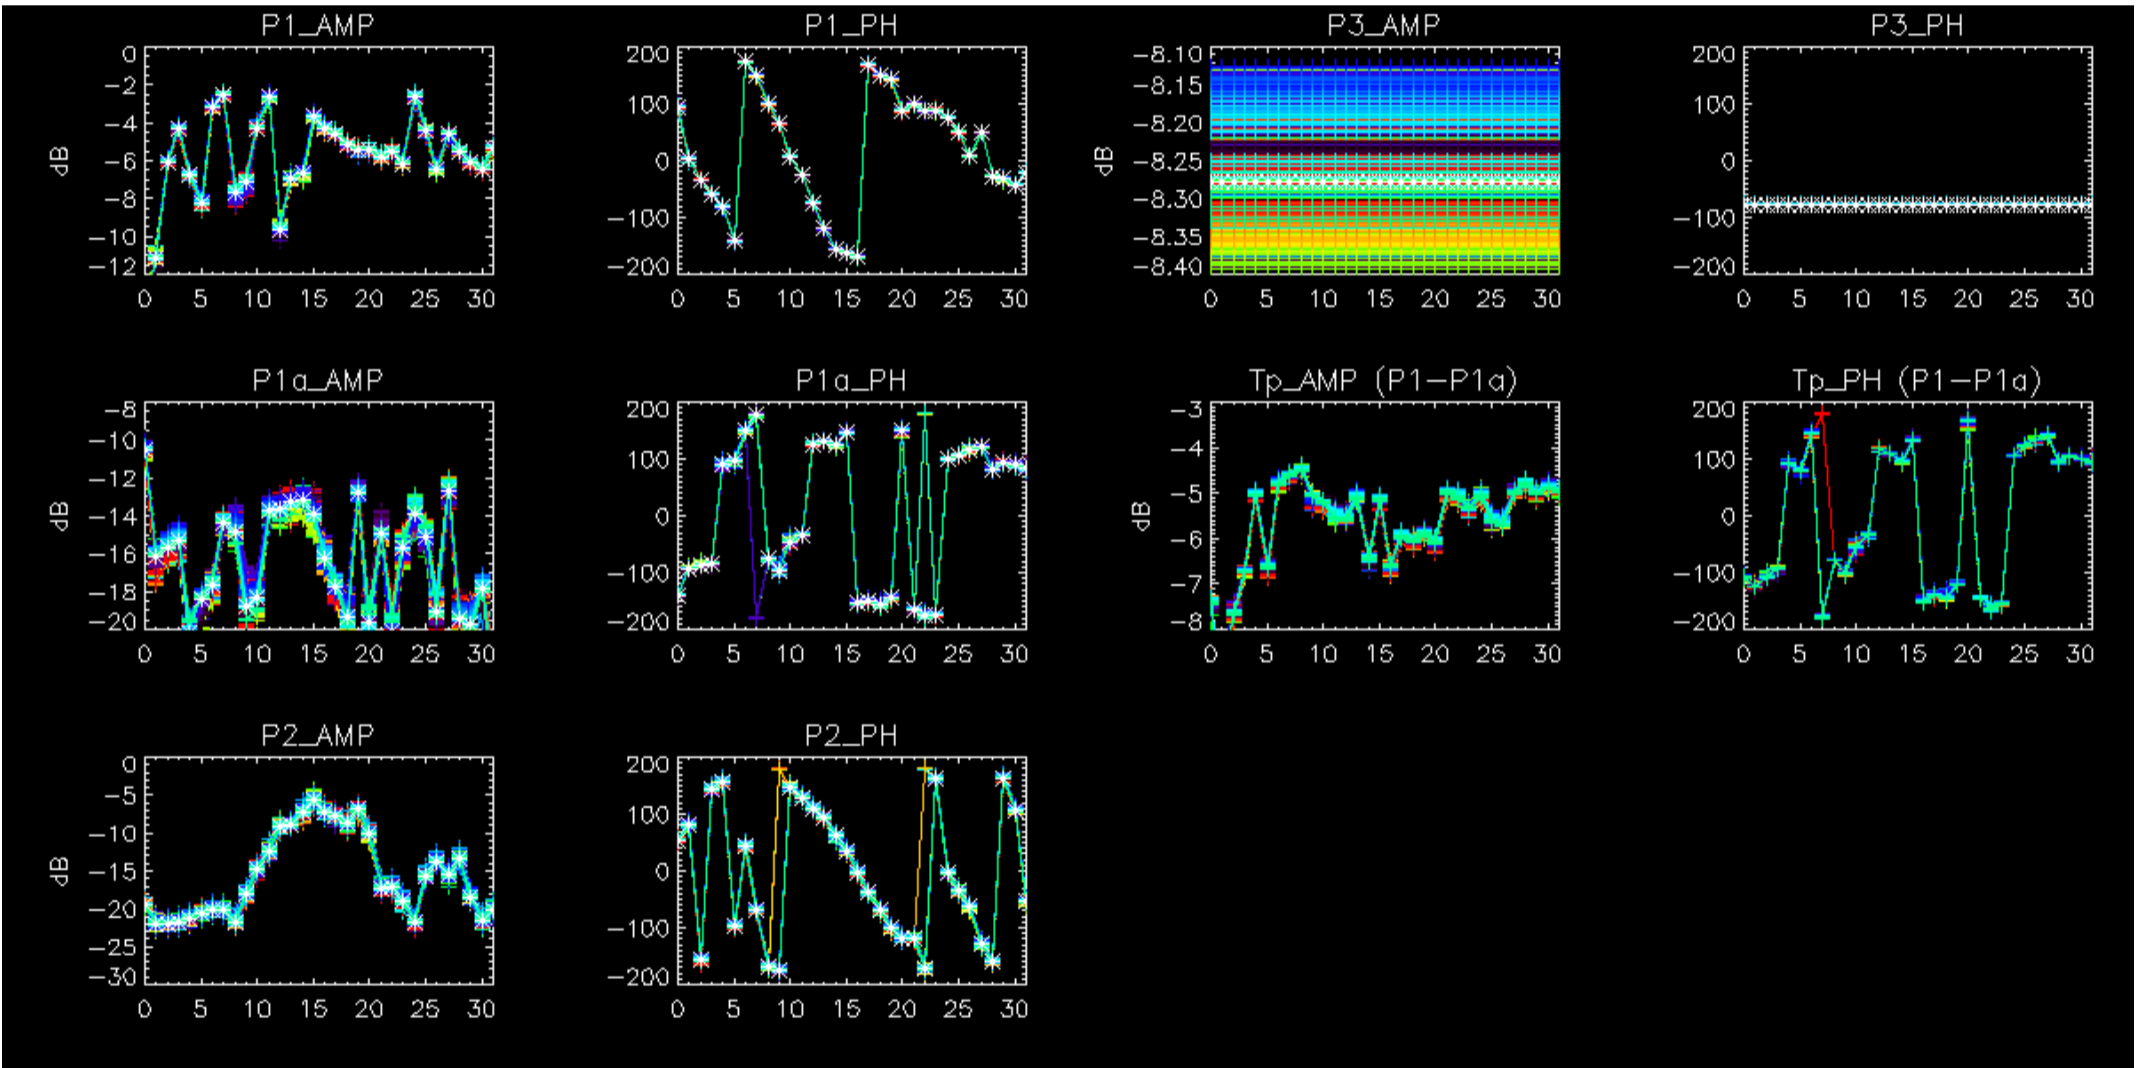 P1_AMP
dB
0
-2
-4
-6
-8
-10
-12
0 5 10 15 20 25 30
P1_PH
200
100
0
-100
-200
0 5 10 15 20 25 30
P3_AMP
dB
-8.10
-8.15
-8.20
-8.25
-8.30
-8.35
-8.40
0 5 10 15 20 25 30
P3_PH
200
100
0
-100
-200
0 5 10 15 20 25 30
P1a_AMP
dB
-8
-10
-12
-14
-16
-18
-20
0 5 10 15 20 25 30
P1a_PH
200
100
0
-100
-200
0 5 10 15 20 25 30
Tp_AMP (P1-P1a)
dB
-3
-4
-5
-6
-7
-8
0 5 10 15 20 25 30
Tp_PH (P1-P1a)
200
100
0
-100
-200
0 5 10 15 20 25 30
P2_AMP
dB
0
-5
-10
-15
-20
-25
-30
0 5 10 15 20 25 30
P2_PH
200
100
0
-100
-200
0 5 10 15 20 25 30